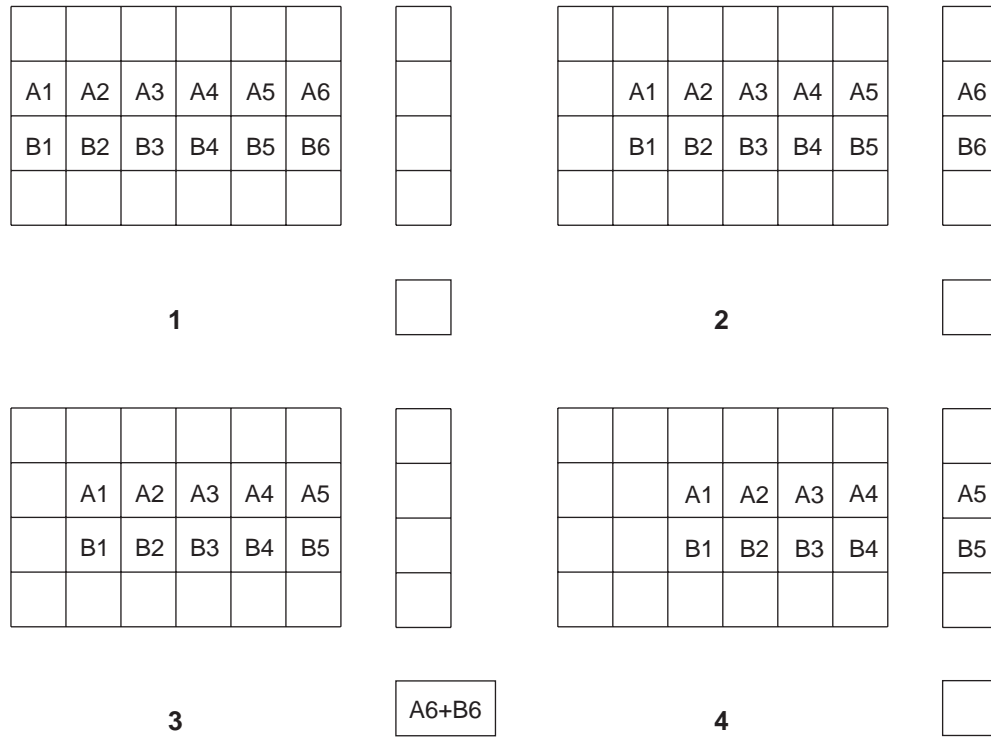 A1 A2 A3 A4 A5 A6
B1 B2 B3 B4 B5 B6
1
A1 A2 A3 A4 A5 A6
B1 B2 B3 B4 B5 B6
2
A1 A2 A3 A4 A5
B1 B2 B3 B4 B5
A6+B6
3
A1 A2 A3 A4 A5
B1 B2 B3 B4 B5
4